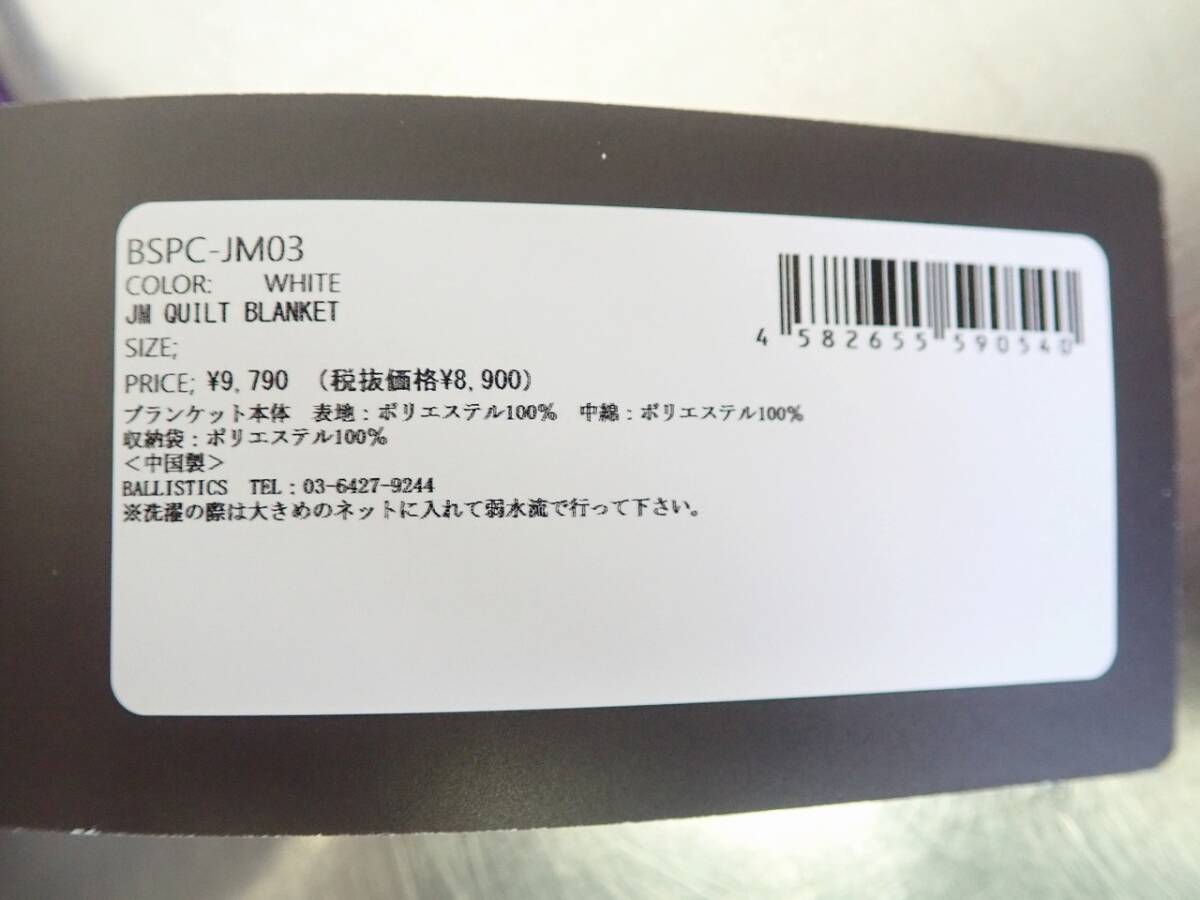 BSPC-JM03
COLOR: WHITE
JM QUILT BLANKET
SIZE;
PRICE; ¥9,790 (税抜価格¥8,900)
ブランケット本体 表地：ポリエステル100% 中綿：ポリエステル100%
収納袋：ポリエステル100%
＜中国製＞
BALLISTICS TEL：03-6427-9244
※洗濯の際は大きめのネットに入れて弱水流で行って下さい。
4 582655 590540